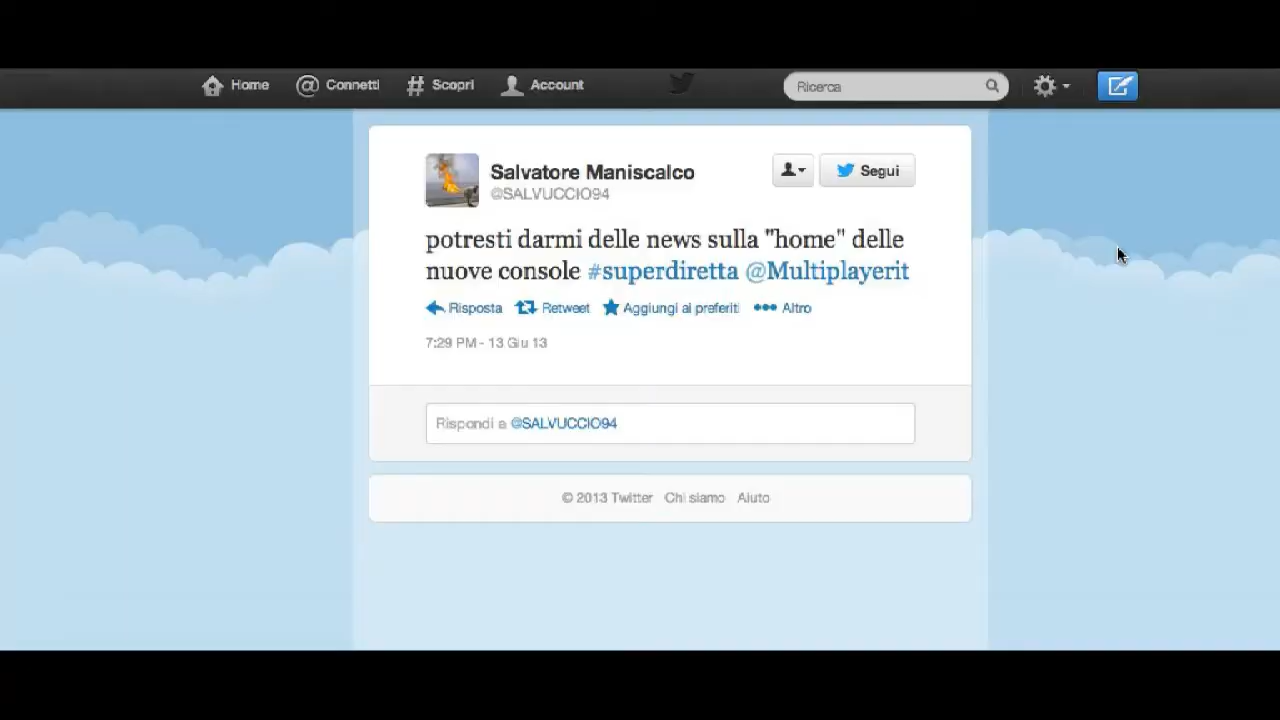 Home Connetti Scopri Account Ricerca
Salvatore Maniscalco
@SALVUCCIO94
Segui
potresti darmi delle news sulla "home" delle
nuove console #superdiretta @Multiplayerit
Risposta Retweet Aggiungi ai preferiti Altro
7:29 PM - 13 Giu 13
Rispondi a @SALVUCCIO94
© 2013 Twitter Chi siamo Aiuto